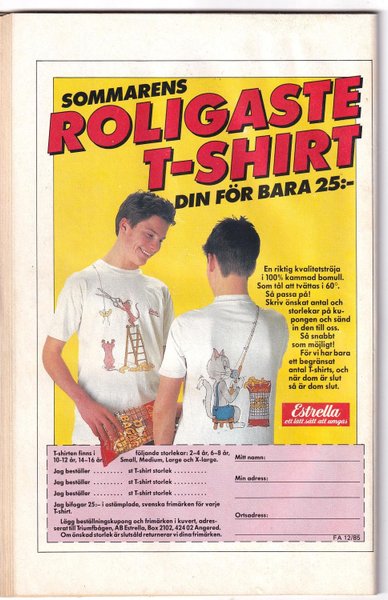 SOMMARENS
ROLIGASTE
T-SHIRT
DIN FÖR BARA 25:-
En riktig kvalitetströja
i 100% kammad bomull.
Som tål att tvättas i 60°.
Så passa på!
Skriv önskat antal och
storlekar på ku-
pongen och sänd
in den till oss.
Så snabbt
som möjligt!
För vi har bara
ett begränsat
antal T-shirts, och
när dom är slut
så är dom slut.
Estrella
ett lätt sätt att umgås
T-shirten finns i följande storlekar: 2-4 år, 6-8 år,
10-12 år, 14-16 år, Small, Medium, Large och X-large.
Jag beställer ........ st T-shirt storlek ..........
Jag beställer ........ st T-shirt storlek ..........
Jag beställer ........ st T-shirt storlek ..........
Jag bifogar 25:- i ostämplade, svenska frimärken för varje
T-shirt.
Lägg beställningskupong och frimärken i kuvert, adres-
serat till Triumfbågen, AB Estrella, Box 2102, 424 02 Angered.
Om önskad storlek är slutsåld returnerar vi dina frimärken.
Mitt namn:
Min adress:
Ortsadress:
FA 12/85